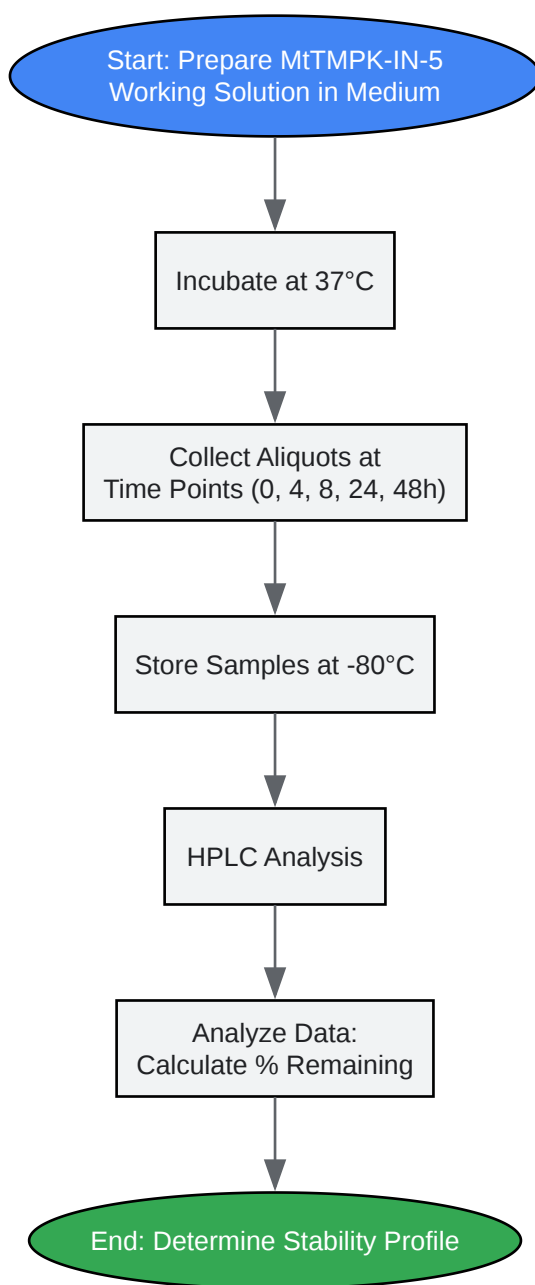 Start: Prepare MtTMPK-IN-5
Working Solution in Medium
Incubate at 37°C
Collect Aliquots at
Time Points (0, 4, 8, 24, 48h)
Store Samples at -80°C
HPLC Analysis
Analyze Data:
Calculate % Remaining
End: Determine Stability Profile